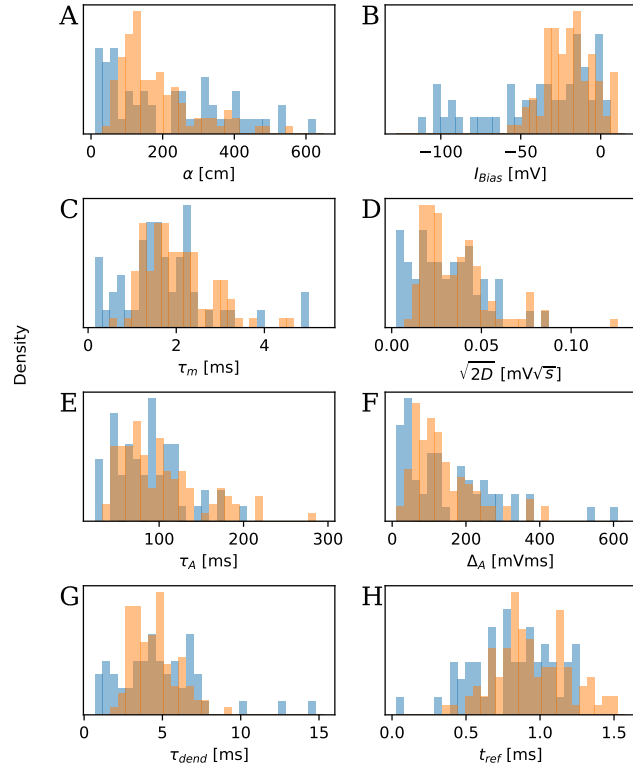 A
B
0 200 400 600
−100 −50 0
α [cm]
I_Bias [mV]
C
D
0 2 4
0.00 0.05 0.10
τ_m [ms]
√2D [mV√s]
Density
E
F
100 200 300
0 200 400 600
τ_A [ms]
Δ_A [mVms]
G
H
0 5 10 15
0.0 0.5 1.0 1.5
τ_dend [ms]
t_ref [ms]